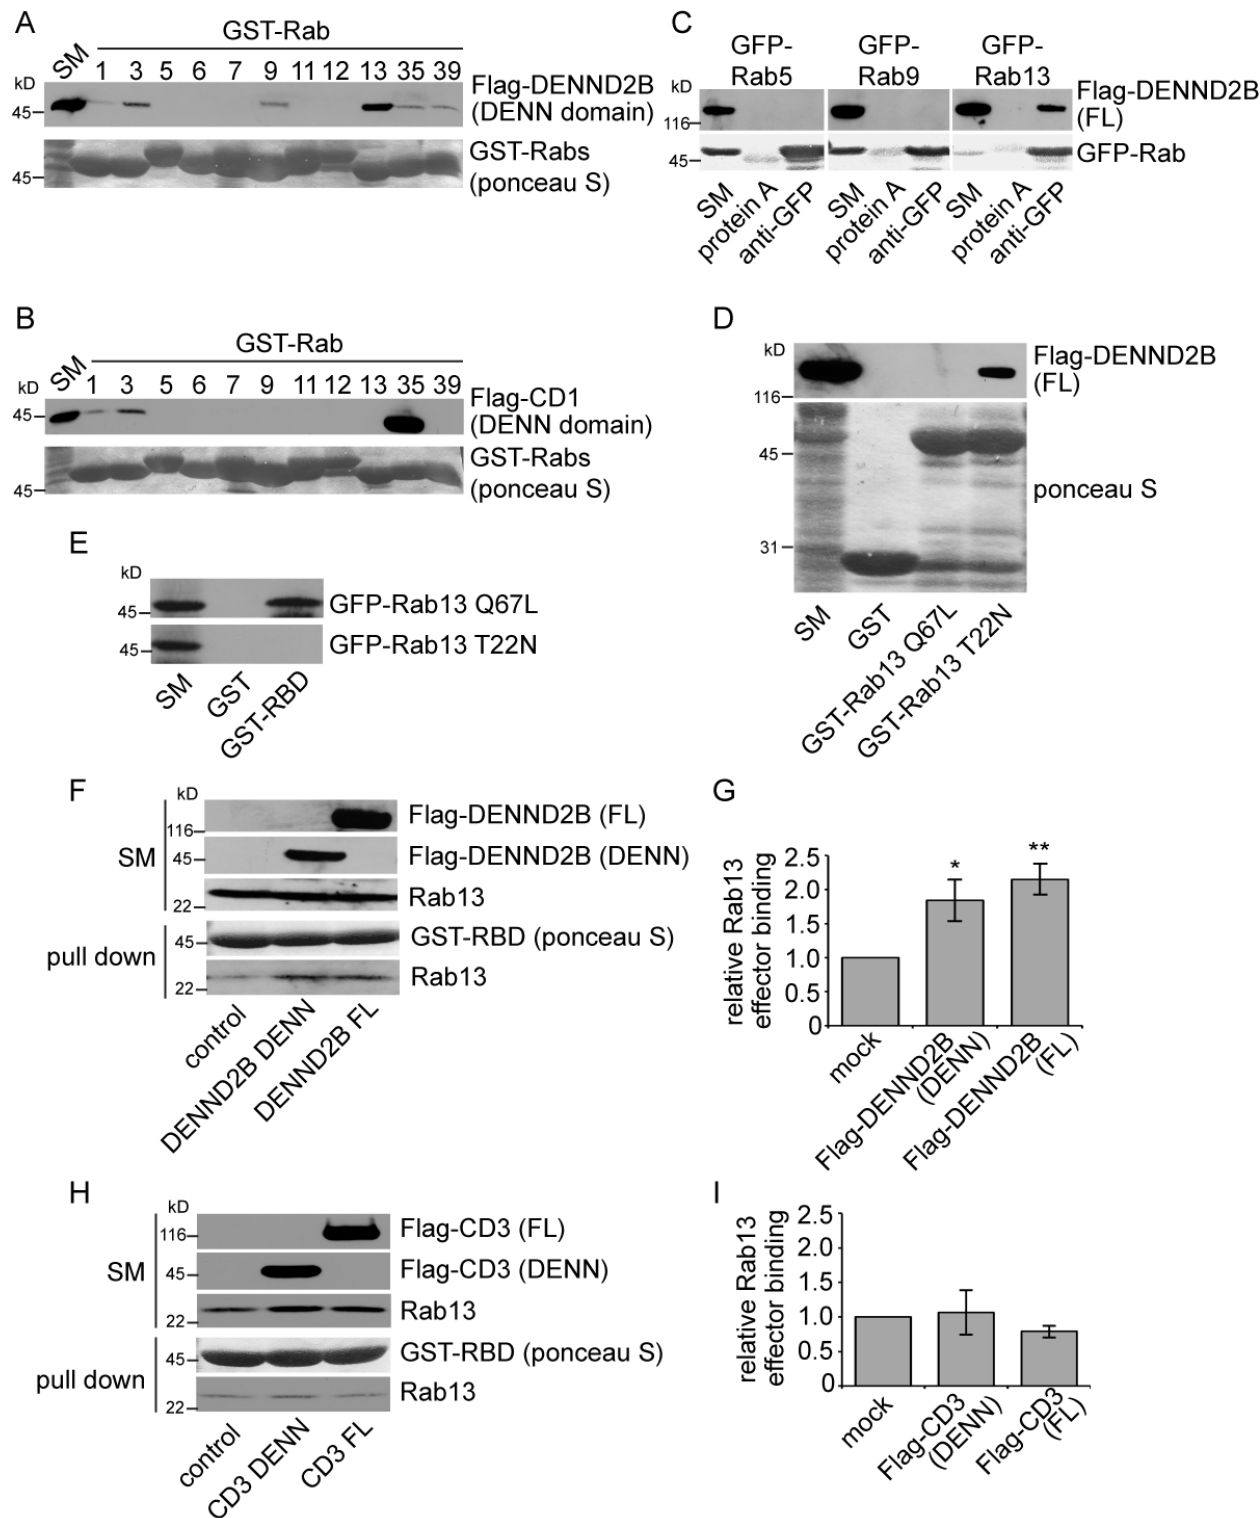 A
GST-Rab
SM 1 3 5 6 7 9 11 12 13 35 39
kD
45
Flag-DENND2B
(DENN domain)
45
GST-Rabs
(ponceau S)
B
GST-Rab
SM 1 3 5 6 7 9 11 12 13 35 39
kD
45
Flag-CD1
(DENN domain)
45
GST-Rabs
(ponceau S)
C
GFP-Rab5
GFP-Rab9
GFP-Rab13
kD
116
Flag-DENND2B
(FL)
45
GFP-Rab
SM protein A anti-GFP SM protein A anti-GFP SM protein A anti-GFP
D
kD
116
Flag-DENND2B
(FL)
45
31
ponceau S
SM GST GST-Rab13 Q67L GST-Rab13 T22N
E
kD
45
GFP-Rab13 Q67L
45
GFP-Rab13 T22N
SM GST GST-RBD
F
kD
SM
116
Flag-DENND2B (FL)
45
Flag-DENND2B (DENN)
22
Rab13
pull down
45
GST-RBD (ponceau S)
22
Rab13
control DENND2B DENN DENND2B FL
G
relative Rab13
effector binding
2.5
2.0
1.5
1.0
0.5
0
*
**
mock
Flag-DENND2B
(DENN)
Flag-DENND2B
(FL)
H
kD
SM
116
Flag-CD3 (FL)
45
Flag-CD3 (DENN)
22
Rab13
pull down
45
GST-RBD (ponceau S)
22
Rab13
control CD3 DENN CD3 FL
I
relative Rab13
effector binding
2.5
2.0
1.5
1.0
0.5
0
mock
Flag-CD3
(DENN)
Flag-CD3
(FL)